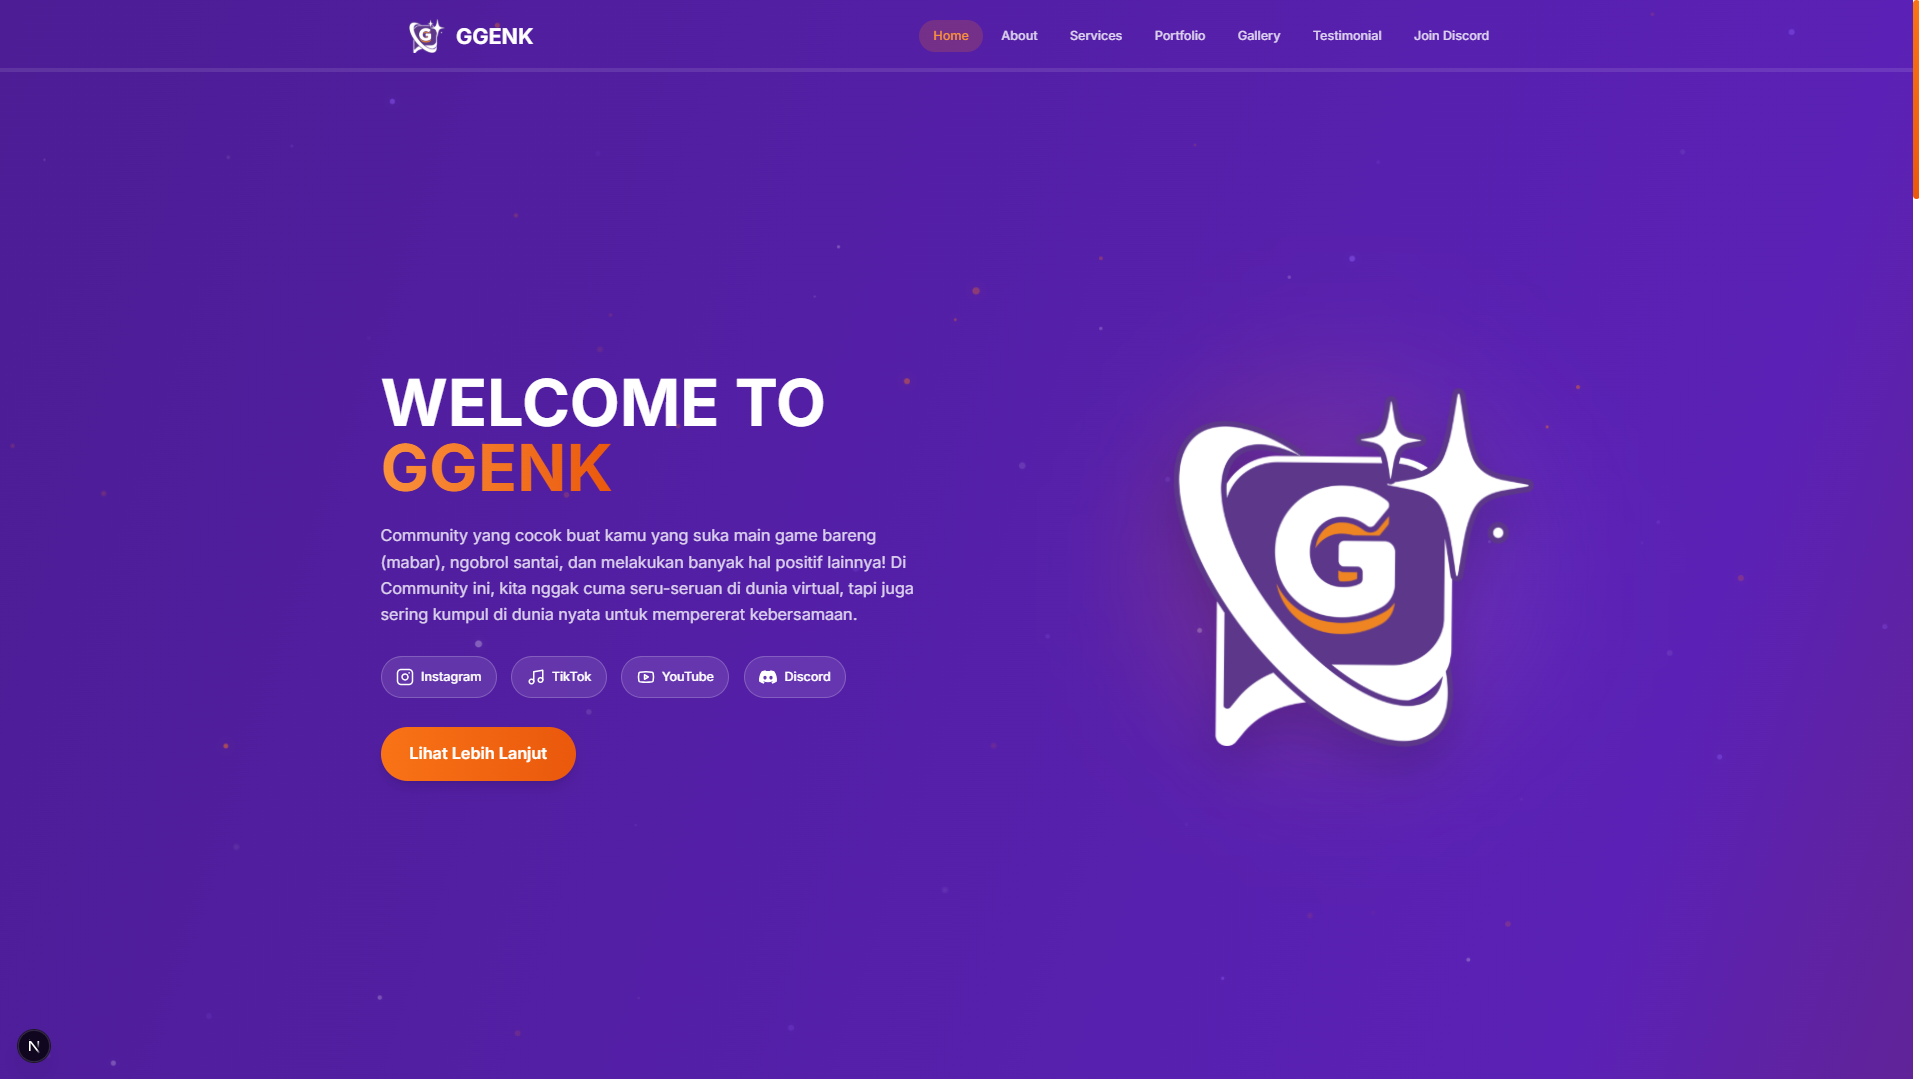 G GGENK
Home
About
Services
Portfolio
Gallery
Testimonial
Join Discord
WELCOME TO
GGENK
Community yang cocok buat kamu yang suka main game bareng
(mabar), ngobrol santai, dan melakukan banyak hal positif lainnya! Di
Community ini, kita nggak cuma seru-seruan di dunia virtual, tapi juga
sering kumpul di dunia nyata untuk mempererat kebersamaan.
Instagram
TikTok
YouTube
Discord
Lihat Lebih Lanjut
G
N